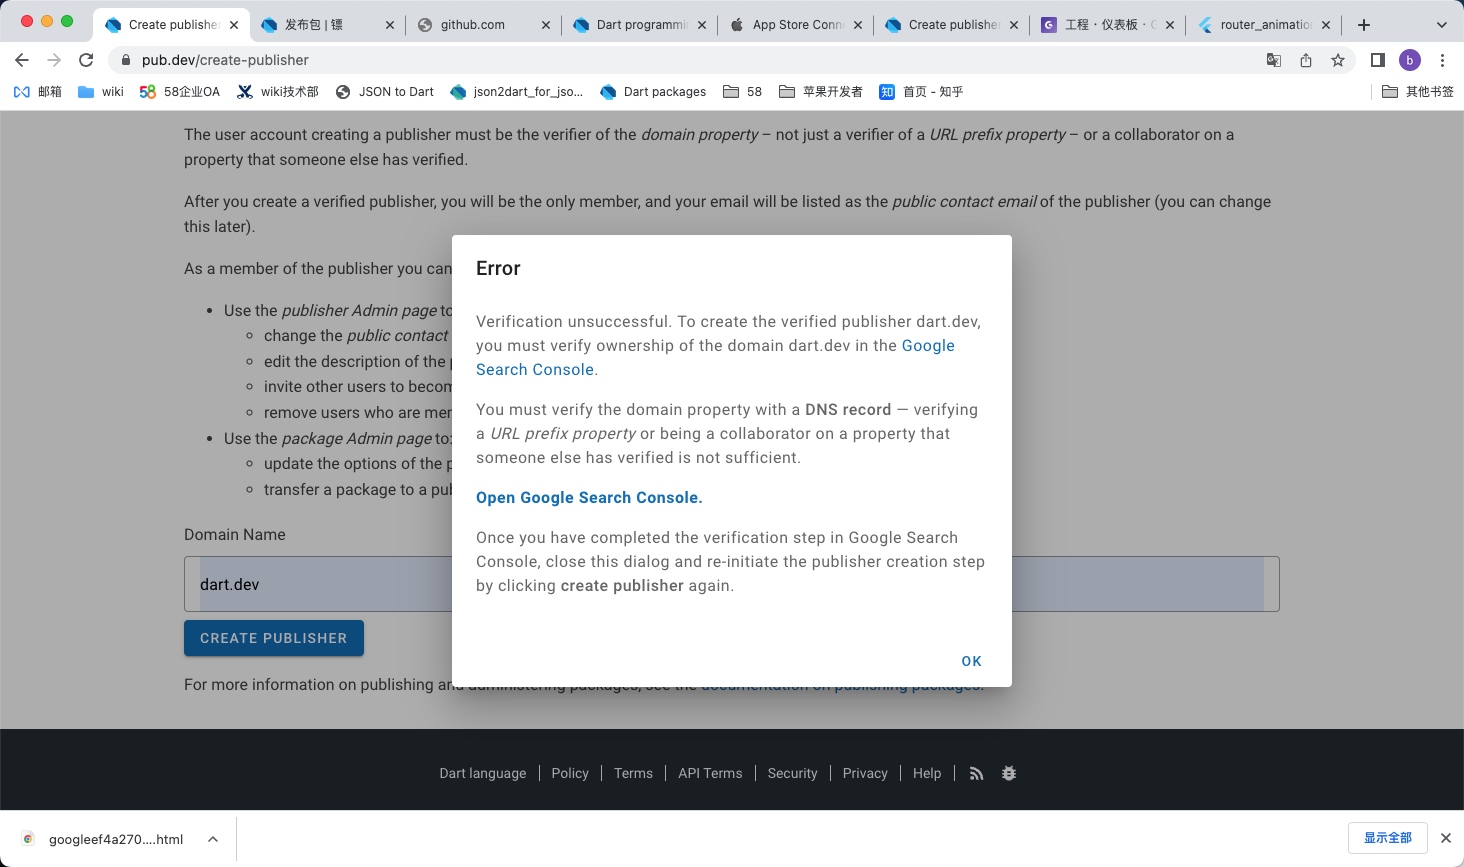 Create publisher
发布包 | 镖
github.com
Dart programmi
App Store Conn
Create publisher
工程 · 仪表板 · G
router_animation
pub.dev/create-publisher
b
邮箱
wiki
58企业OA
wiki技术部
JSON to Dart
json2dart_for_jso...
Dart packages
58
苹果开发者
知 首页 - 知乎
其他书签
The user account creating a publisher must be the verifier of the domain property – not just a verifier of a URL prefix property – or a collaborator on a
property that someone else has verified.
After you create a verified publisher, you will be the only member, and your email will be listed as the public contact email of the publisher (you can change
this later).
As a member of the publisher you can
• Use the publisher Admin page to
◦ change the public contact
◦ edit the description of the p
◦ invite other users to becom
◦ remove users who are mem
• Use the package Admin page to:
◦ update the options of the p
◦ transfer a package to a pub
Domain Name
dart.dev
CREATE PUBLISHER
For more information on publishing and administering packages, see the documentation on publishing packages.
Error
Verification unsuccessful. To create the verified publisher dart.dev,
you must verify ownership of the domain dart.dev in the Google
Search Console.
You must verify the domain property with a DNS record — verifying
a URL prefix property or being a collaborator on a property that
someone else has verified is not sufficient.
Open Google Search Console.
Once you have completed the verification step in Google Search
Console, close this dialog and re-initiate the publisher creation step
by clicking create publisher again.
OK
Dart language | Policy | Terms | API Terms | Security | Privacy | Help
googleef4a270....html
显示全部